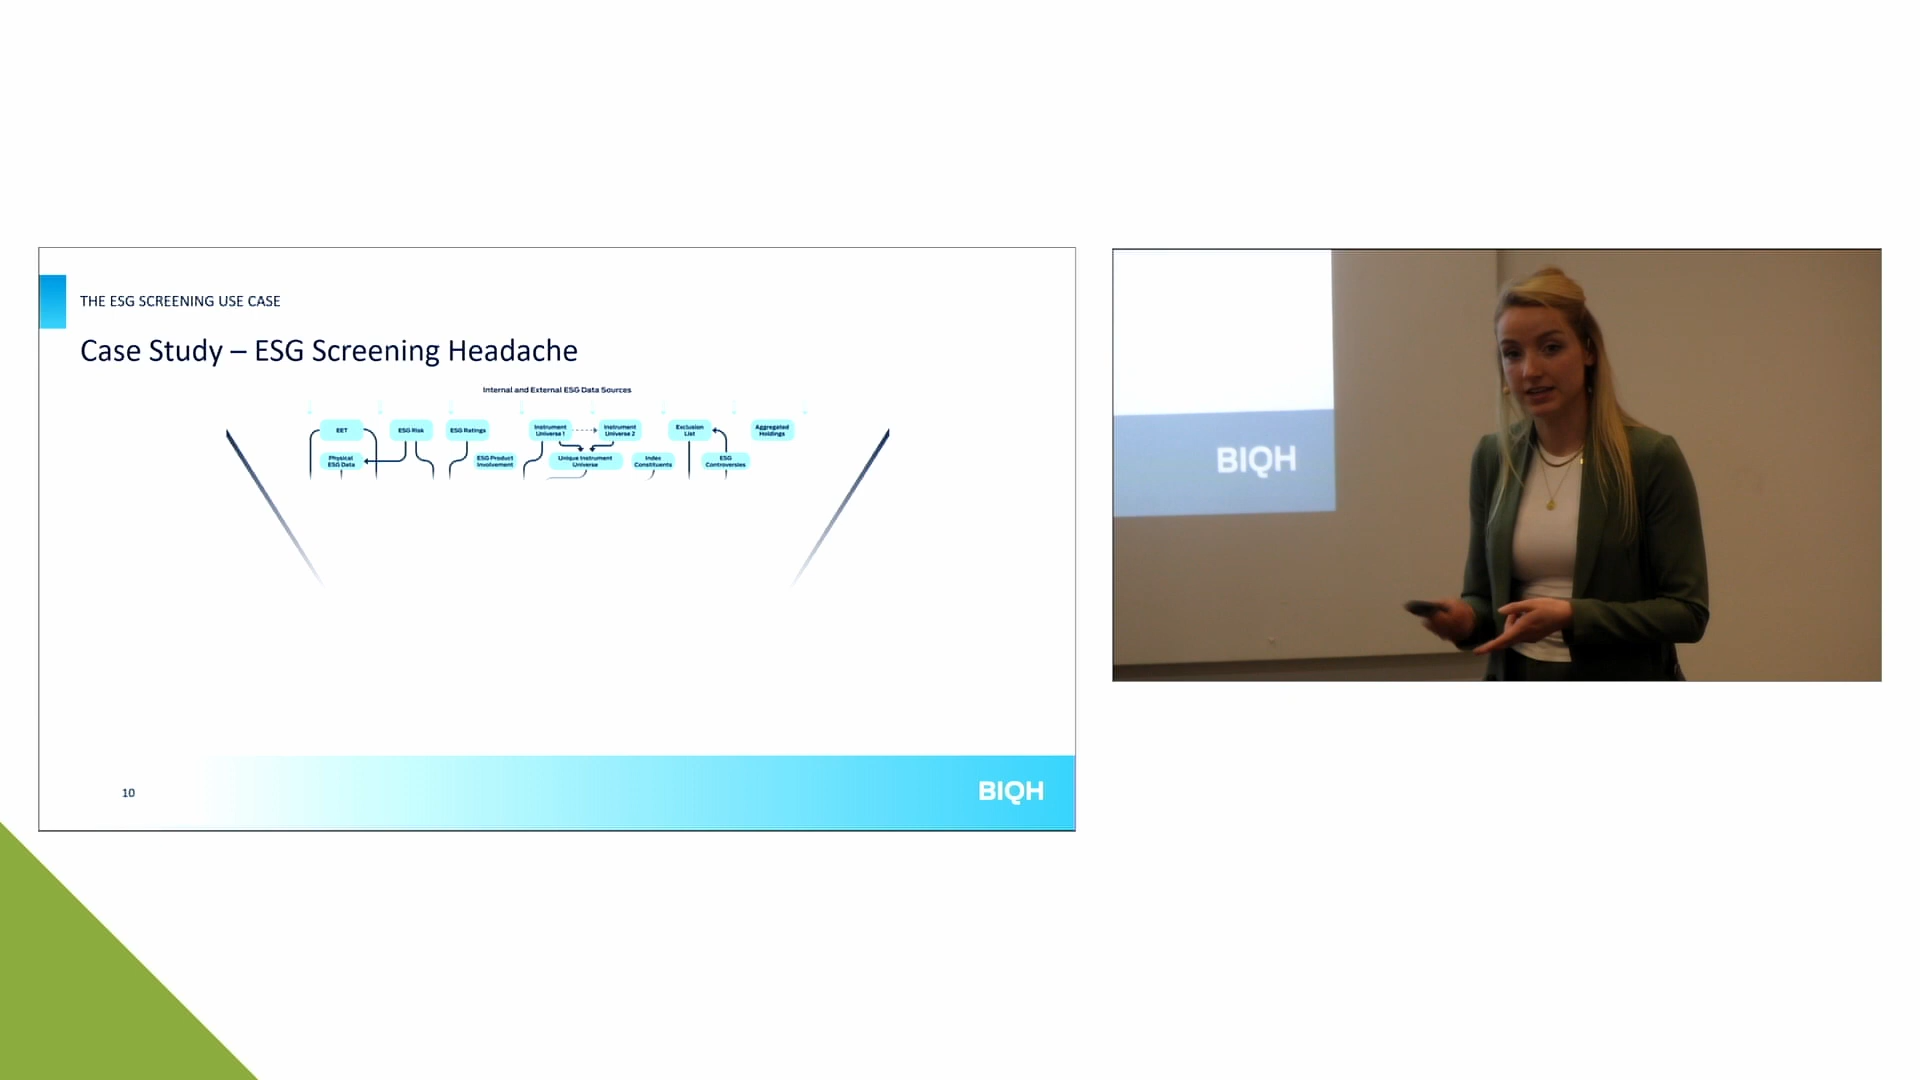 THE ESG SCREENING USE CASE
Case Study – ESG Screening Headache
Internal and External ESG Data Sources
EET
ESG Risk
ESG Ratings
Instrument
Universe 1
Instrument
Universe 2
Exclusion
List
Aggregated
Holdings
Physical
ESG Data
ESG Product
Involvement
Unique Instrument
Universe
Index
Constituents
ESG
Controversies
10
BIQH
BIQH